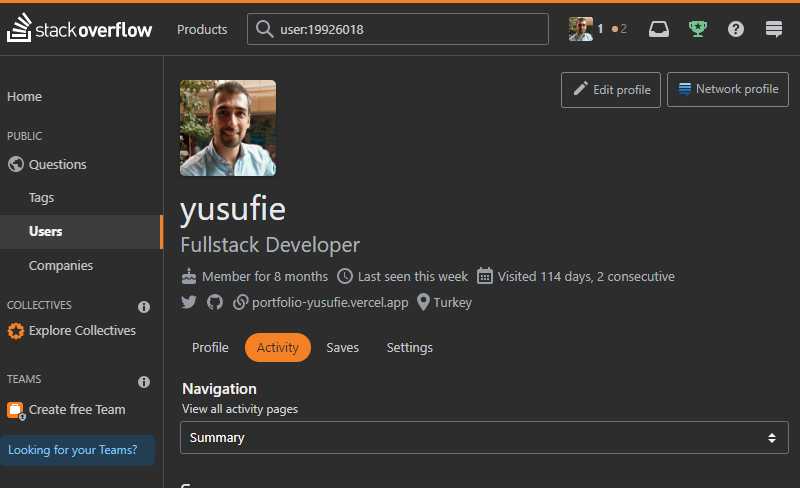 stackoverflow Products user:19926018 1 2
Home
PUBLIC
Questions
Tags
Users
Companies
COLLECTIVES
Explore Collectives
TEAMS
Create free Team
Looking for your Teams?
Edit profile Network profile
yusufie
Fullstack Developer
Member for 8 months Last seen this week Visited 114 days, 2 consecutive
portfolio-yusufie.vercel.app Turkey
Profile Activity Saves Settings
Navigation
View all activity pages
Summary